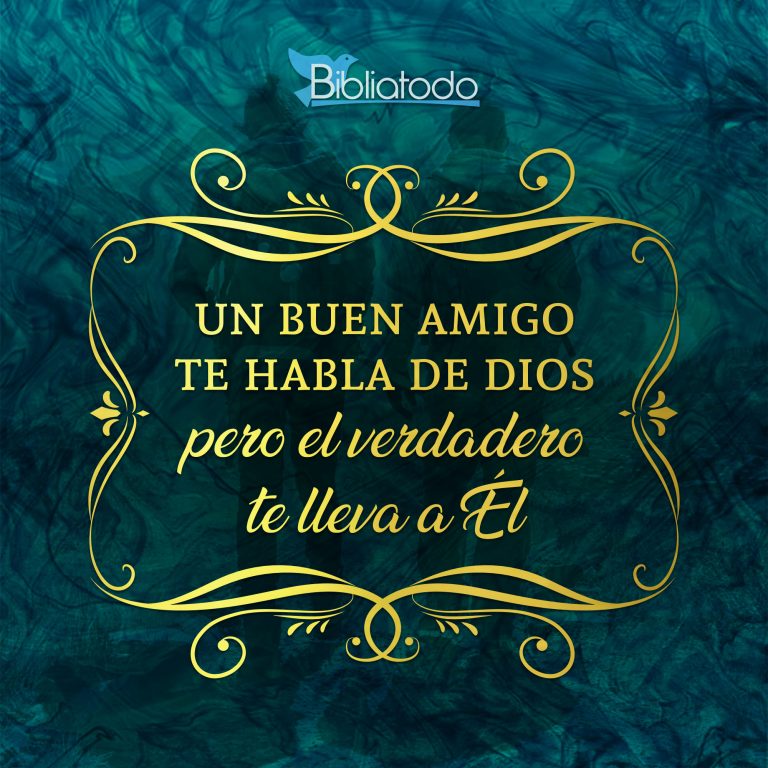 Bibliatodo
UN BUEN AMIGO
TE HABLA DE DIOS
pero el verdadero
te lleva a Él